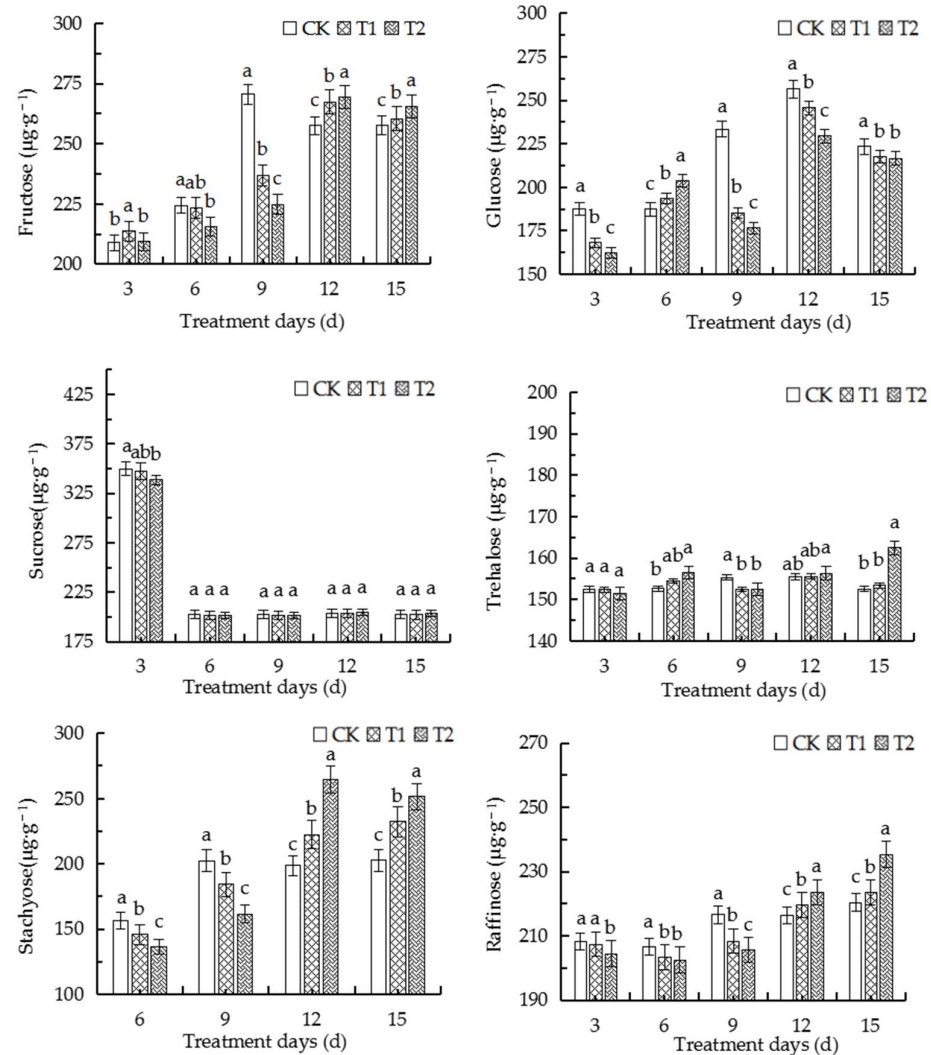 300
275
250
225
200
Fructose (μg·g⁻¹)
CK T1 T2
b a b
a ab b
a b c
c b a
c b a
3 6 9 12 15
Treatment days (d)
300
275
250
225
200
175
150
Glucose (μg·g⁻¹)
CK T1 T2
a b c
c b a
a b c
a b c
a b b
3 6 9 12 15
Treatment days (d)
425
375
325
275
225
175
Sucrose(μg·g⁻¹)
CK T1 T2
a ab b
a a a
a a a
a a a
a a a
3 6 9 12 15
Treatment days (d)
200
190
180
170
160
150
140
Trehalose (μg·g⁻¹)
CK T1 T2
a a a
b ab a
a b b
ab ab a
b b a
3 6 9 12 15
Treatment days (d)
300
250
200
150
100
Stachyose(μg·g⁻¹)
CK T1 T2
a b c
a b c
c b a
c b a
6 9 12 15
Treatment days (d)
270
250
230
210
190
Raffinose (μg·g⁻¹)
CK T1 T2
a a b
a b b
a b c
c b a
c b a
3 6 9 12 15
Treatment days (d)